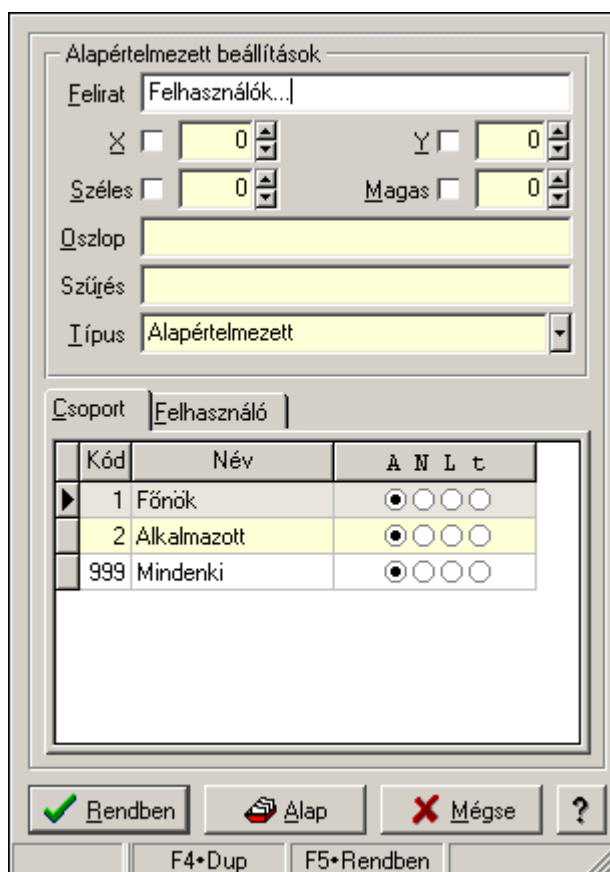 Alapértelmezett beállítások
Felirat Felhasználók...
X 0 Y 0
Széles 0 Magas 0
Oszlop
Szűrés
Típus Alapértelmezett
Csoport Felhasználó
Kód Név A N L t
1 Főnök
2 Alkalmazott
999 Mindenki
Rendben Alap Mégse ?
F4•Dup F5•Rendben